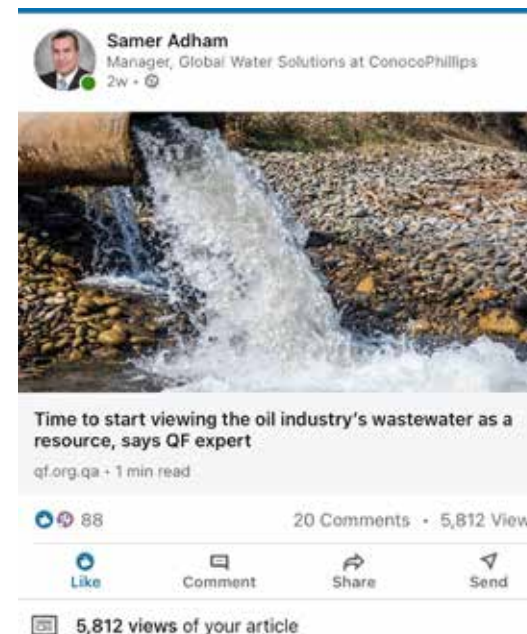 Samer Adham
Manager, Global Water Solutions at ConocoPhillips
2w •
Time to start viewing the oil industry's wastewater as a
resource, says QF expert
qf.org.qa • 1 min read
88 20 Comments • 5,812 View
Like Comment Share Send
5,812 views of your article